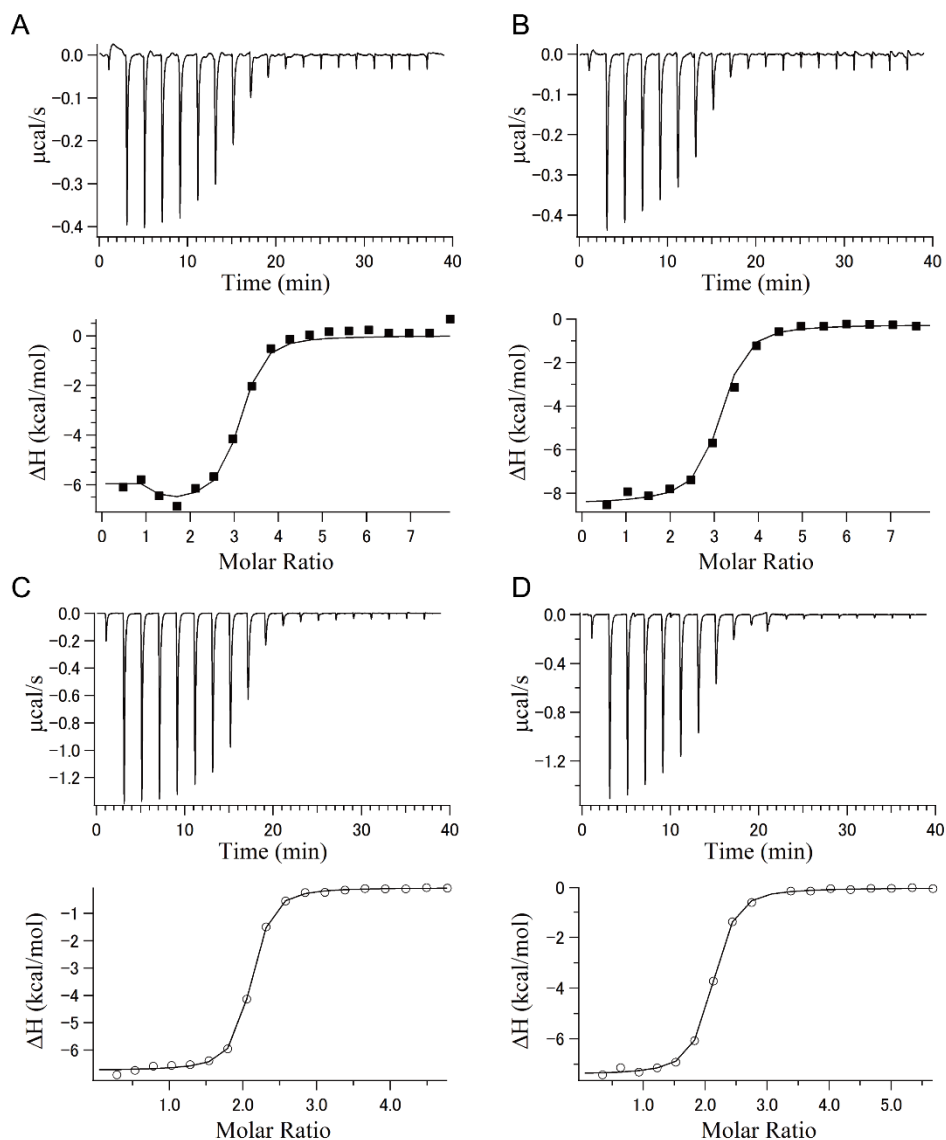 A
0.0
-0.1
-0.2
-0.3
-0.4
μcal/s
0 10 20 30 40
Time (min)
0
-2
-4
-6
ΔH (kcal/mol)
0 1 2 3 4 5 6 7
Molar Ratio
B
0.0
-0.1
-0.2
-0.3
-0.4
μcal/s
0 10 20 30 40
Time (min)
0
-2
-4
-6
-8
ΔH (kcal/mol)
0 1 2 3 4 5 6 7
Molar Ratio
C
0.0
-0.2
-0.4
-0.6
-0.8
-1.0
-1.2
μcal/s
0 10 20 30 40
Time (min)
-1
-2
-3
-4
-5
-6
ΔH (kcal/mol)
1.0 2.0 3.0 4.0
Molar Ratio
D
0.0
-0.4
-0.8
-1.2
μcal/s
0 10 20 30 40
Time (min)
0
-2
-4
-6
ΔH (kcal/mol)
1.0 2.0 3.0 4.0 5.0
Molar Ratio